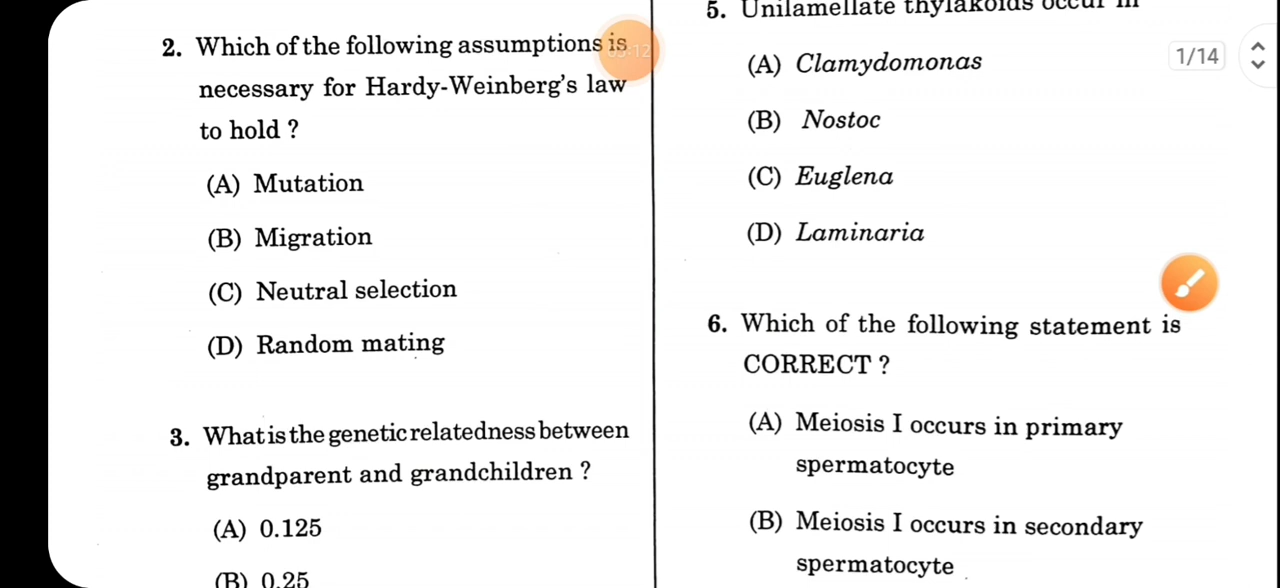 2. Which of the following assumptions is
necessary for Hardy-Weinberg's law
to hold ?
(A) Mutation
(B) Migration
(C) Neutral selection
(D) Random mating
3. What is the genetic relatedness between
grandparent and grandchildren ?
(A) 0.125
(B) 0.25
5. Unilamellate thylakoids occur in
(A) Clamydomonas
(B) Nostoc
(C) Euglena
(D) Laminaria
6. Which of the following statement is
CORRECT ?
(A) Meiosis I occurs in primary
spermatocyte
(B) Meiosis I occurs in secondary
spermatocyte
1/14